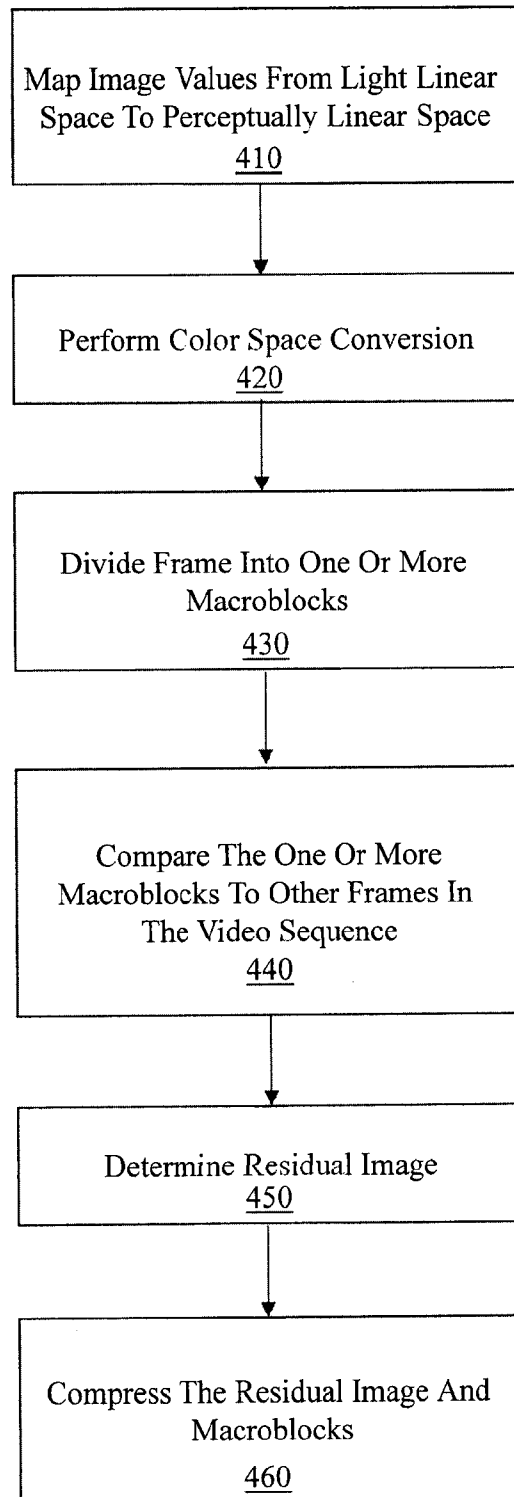 Map Image Values From Light Linear
Space To Perceptually Linear Space
410
Perform Color Space Conversion
420
Divide Frame Into One Or More
Macroblocks
430
Compare The One Or More
Macroblocks To Other Frames In
The Video Sequence
440
Determine Residual Image
450
Compress The Residual Image And
Macroblocks
460